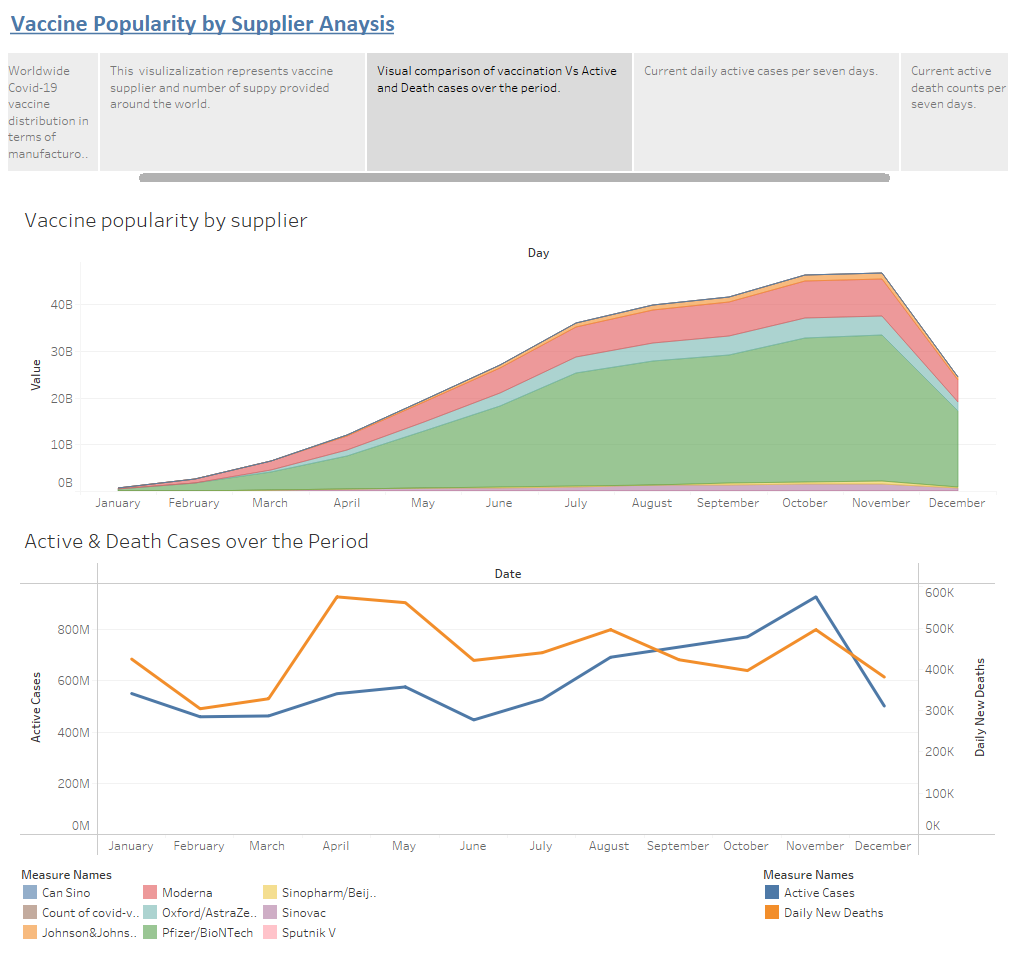 Vaccine Popularity by Supplier Anaysis
Worldwide
Covid-19
vaccine
distribution in
terms of
manufacturo..
This visulizalization represents vaccine
supplier and number of suppy provided
around the world.
Visual comparison of vaccination Vs Active
and Death cases over the period.
Current daily active cases per seven days.
Current active
death counts per
seven days.
Vaccine popularity by supplier
Day
40B
30B
20B
10B
0B
Value
January February March April May June July August September October November December
Active & Death Cases over the Period
Date
800M
600M
400M
200M
0M
Active Cases
600K
500K
400K
300K
200K
100K
0K
Daily New Deaths
January February March April May June July August September October November December
Measure Names
Can Sino
Count of covid-v..
Johnson&Johns..
Moderna
Oxford/AstraZe..
Pfizer/BioNTech
Sinopharm/Beij..
Sinovac
Sputnik V
Measure Names
Active Cases
Daily New Deaths